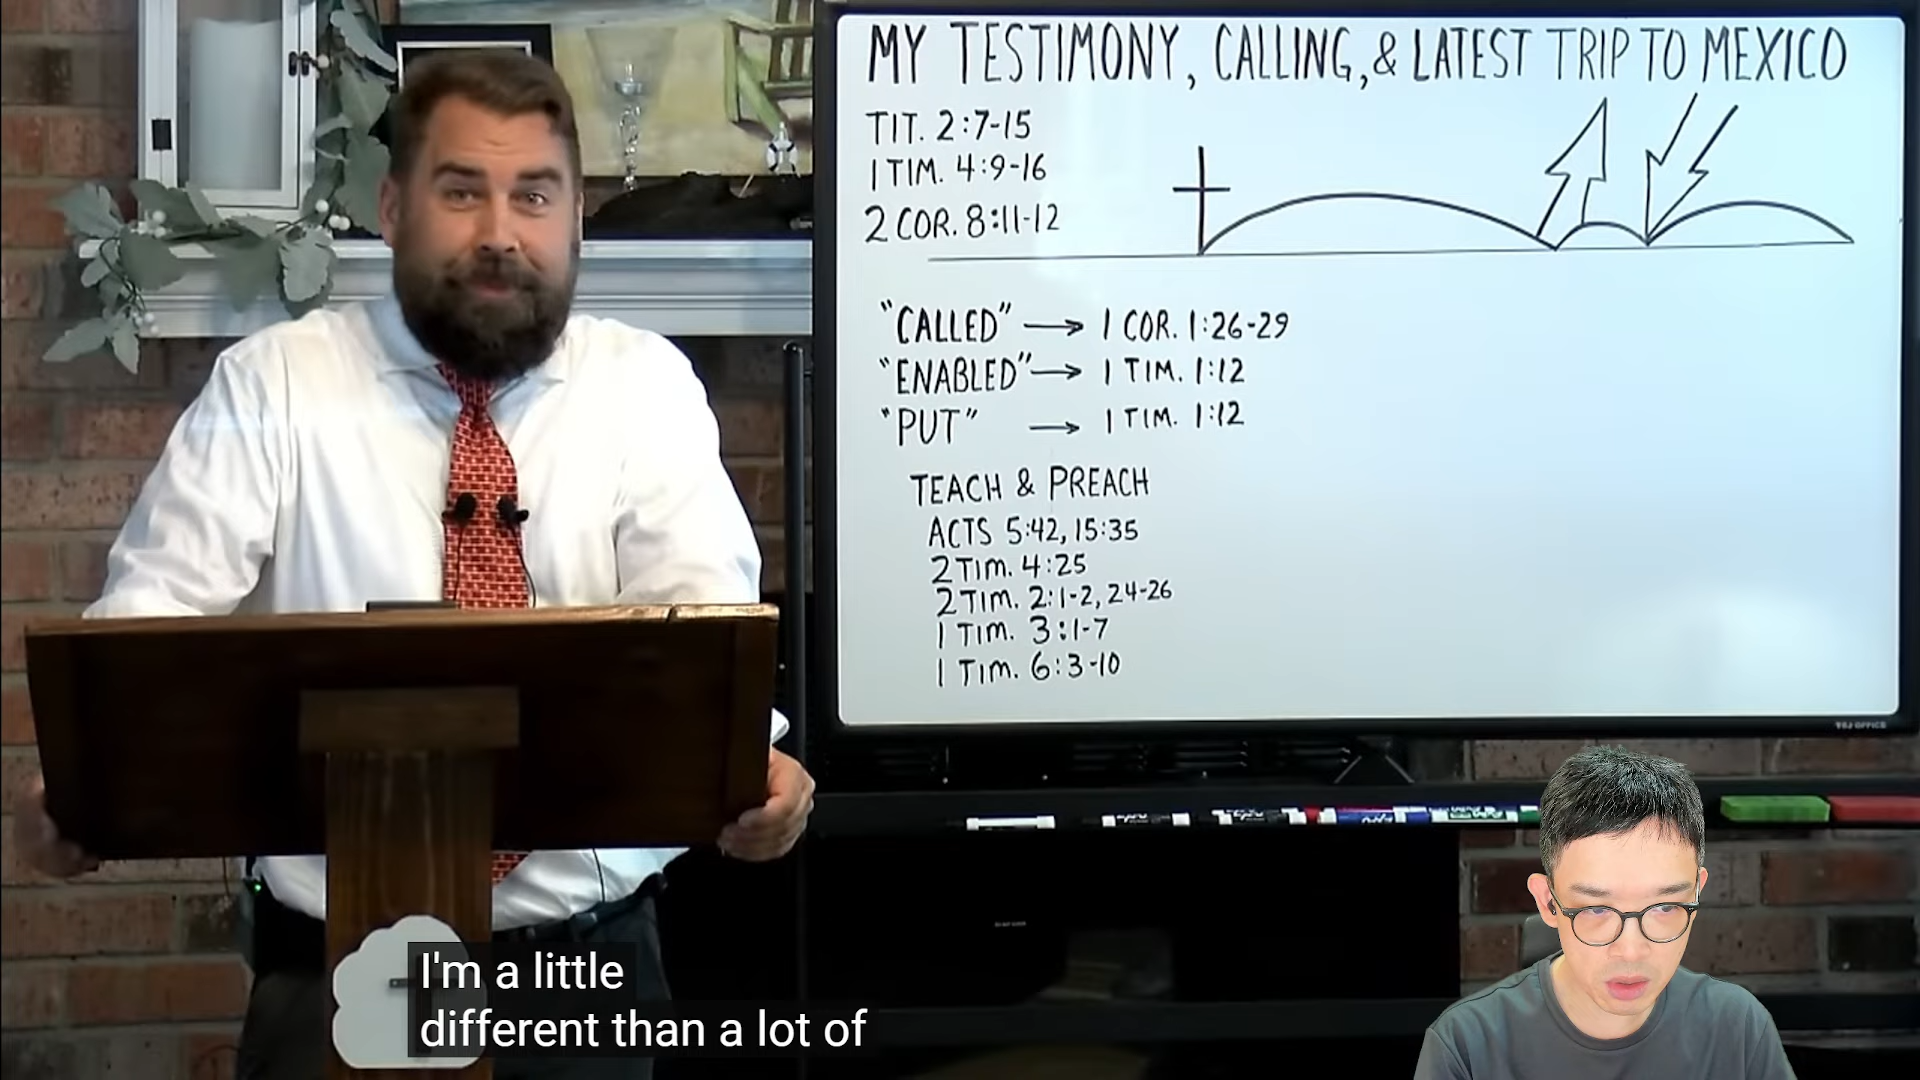 MY TESTIMONY, CALLING, & LATEST TRIP TO MEXICO
TIT. 2:7-15
1 TIM. 4:9-16
2 COR. 8:11-12
"CALLED" → 1 COR. 1:26-29
"ENABLED" → 1 TIM. 1:12
"PUT" → 1 TIM. 1:12
TEACH & PREACH
ACTS 5:42, 15:35
2 TIM. 4:25
2 TIM. 2:1-2, 24-26
1 TIM. 3:1-7
1 TIM. 6:3-10
I'm a little
different than a lot of